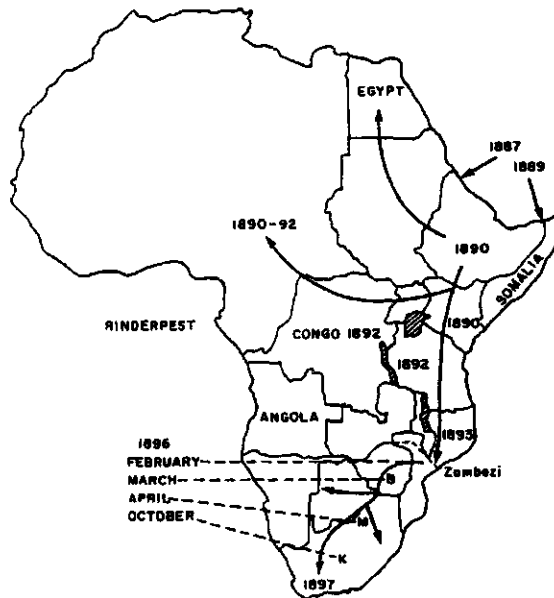 EGYPT
1887
1889
1890-92
1890
SOMALIA
RINDERPEST
CONGO 1892
1890
1892
ANGOLA
1893
1896
FEBRUARY
Zambezi
MARCH
B
APRIL
M
OCTOBER
K
1897